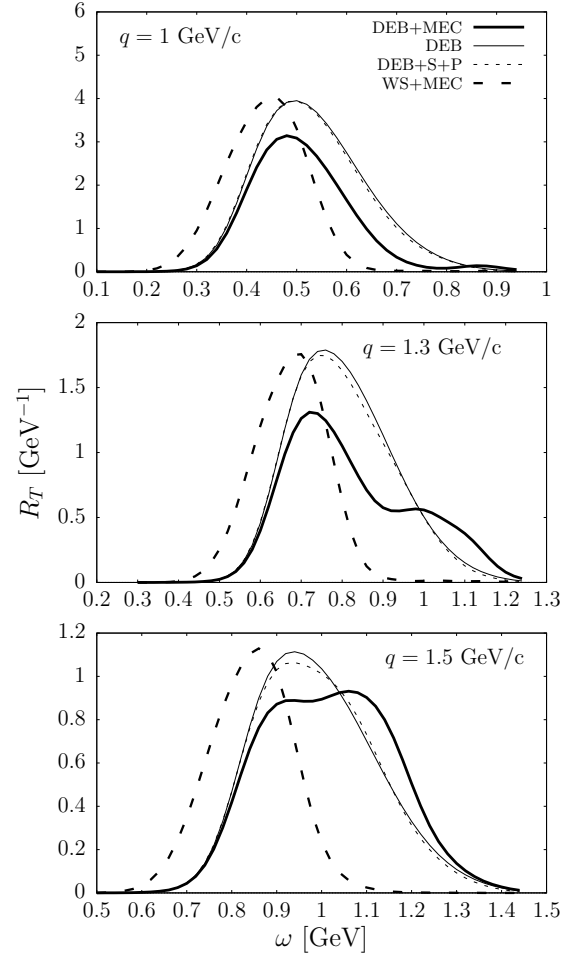 6
5
4
3
2
1
0
q = 1 GeV/c
DEB+MEC
DEB
DEB+S+P
WS+MEC
0.1 0.2 0.3 0.4 0.5 0.6 0.7 0.8 0.9 1
2
1.5
1
0.5
0
q = 1.3 GeV/c
R_T [GeV⁻¹]
0.2 0.3 0.4 0.5 0.6 0.7 0.8 0.9 1 1.1 1.2 1.3
1.2
1
0.8
0.6
0.4
0.2
0
q = 1.5 GeV/c
0.5 0.6 0.7 0.8 0.9 1 1.1 1.2 1.3 1.4 1.5
ω [GeV]